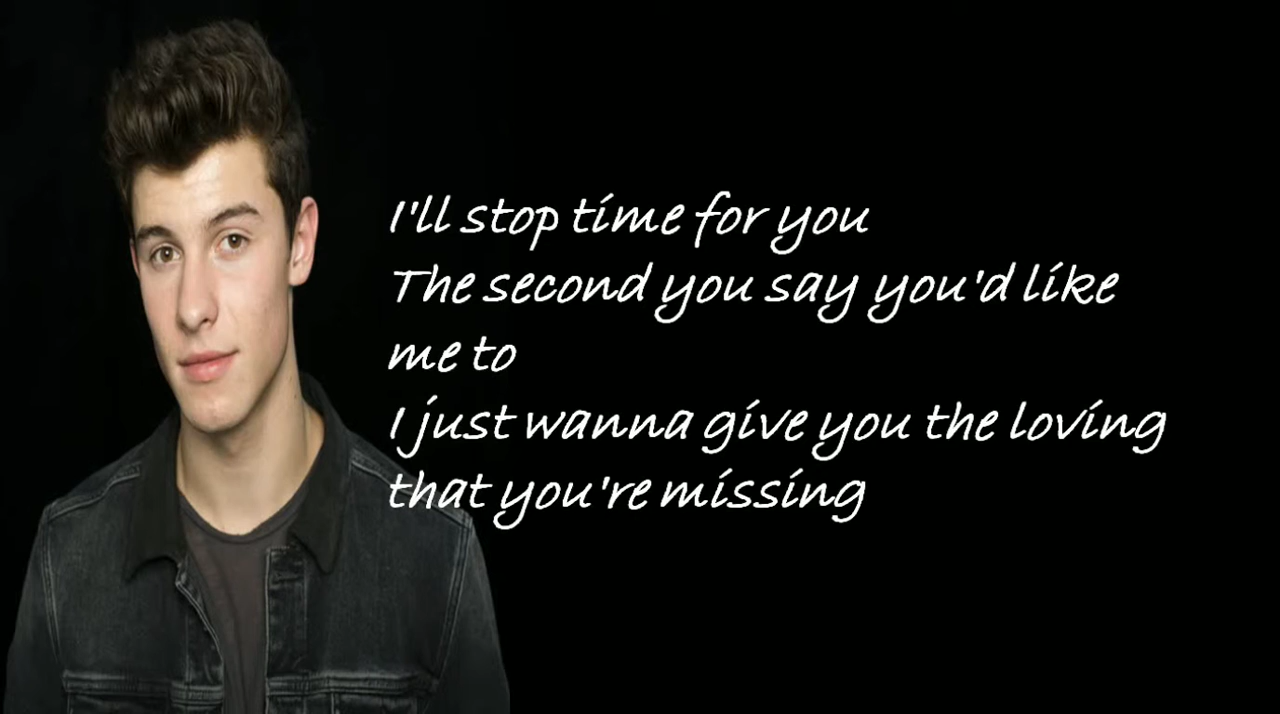 I'll stop time for you
The second you say you'd like
me to
I just wanna give you the loving
that you're missing